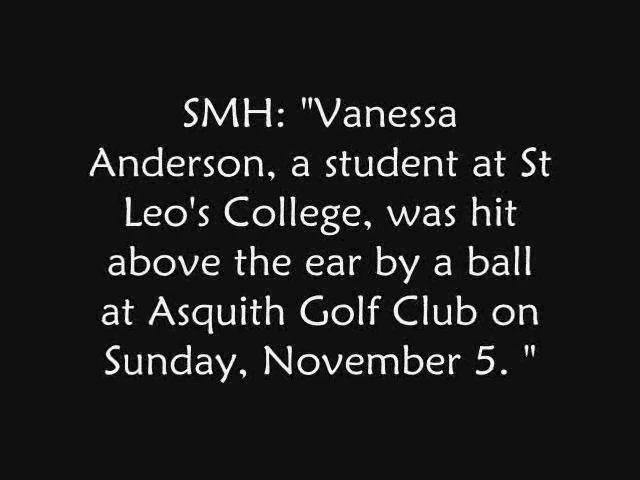 SMH: "Vanessa
Anderson, a student at St
Leo's College, was hit
above the ear by a ball
at Asquith Golf Club on
Sunday, November 5. "